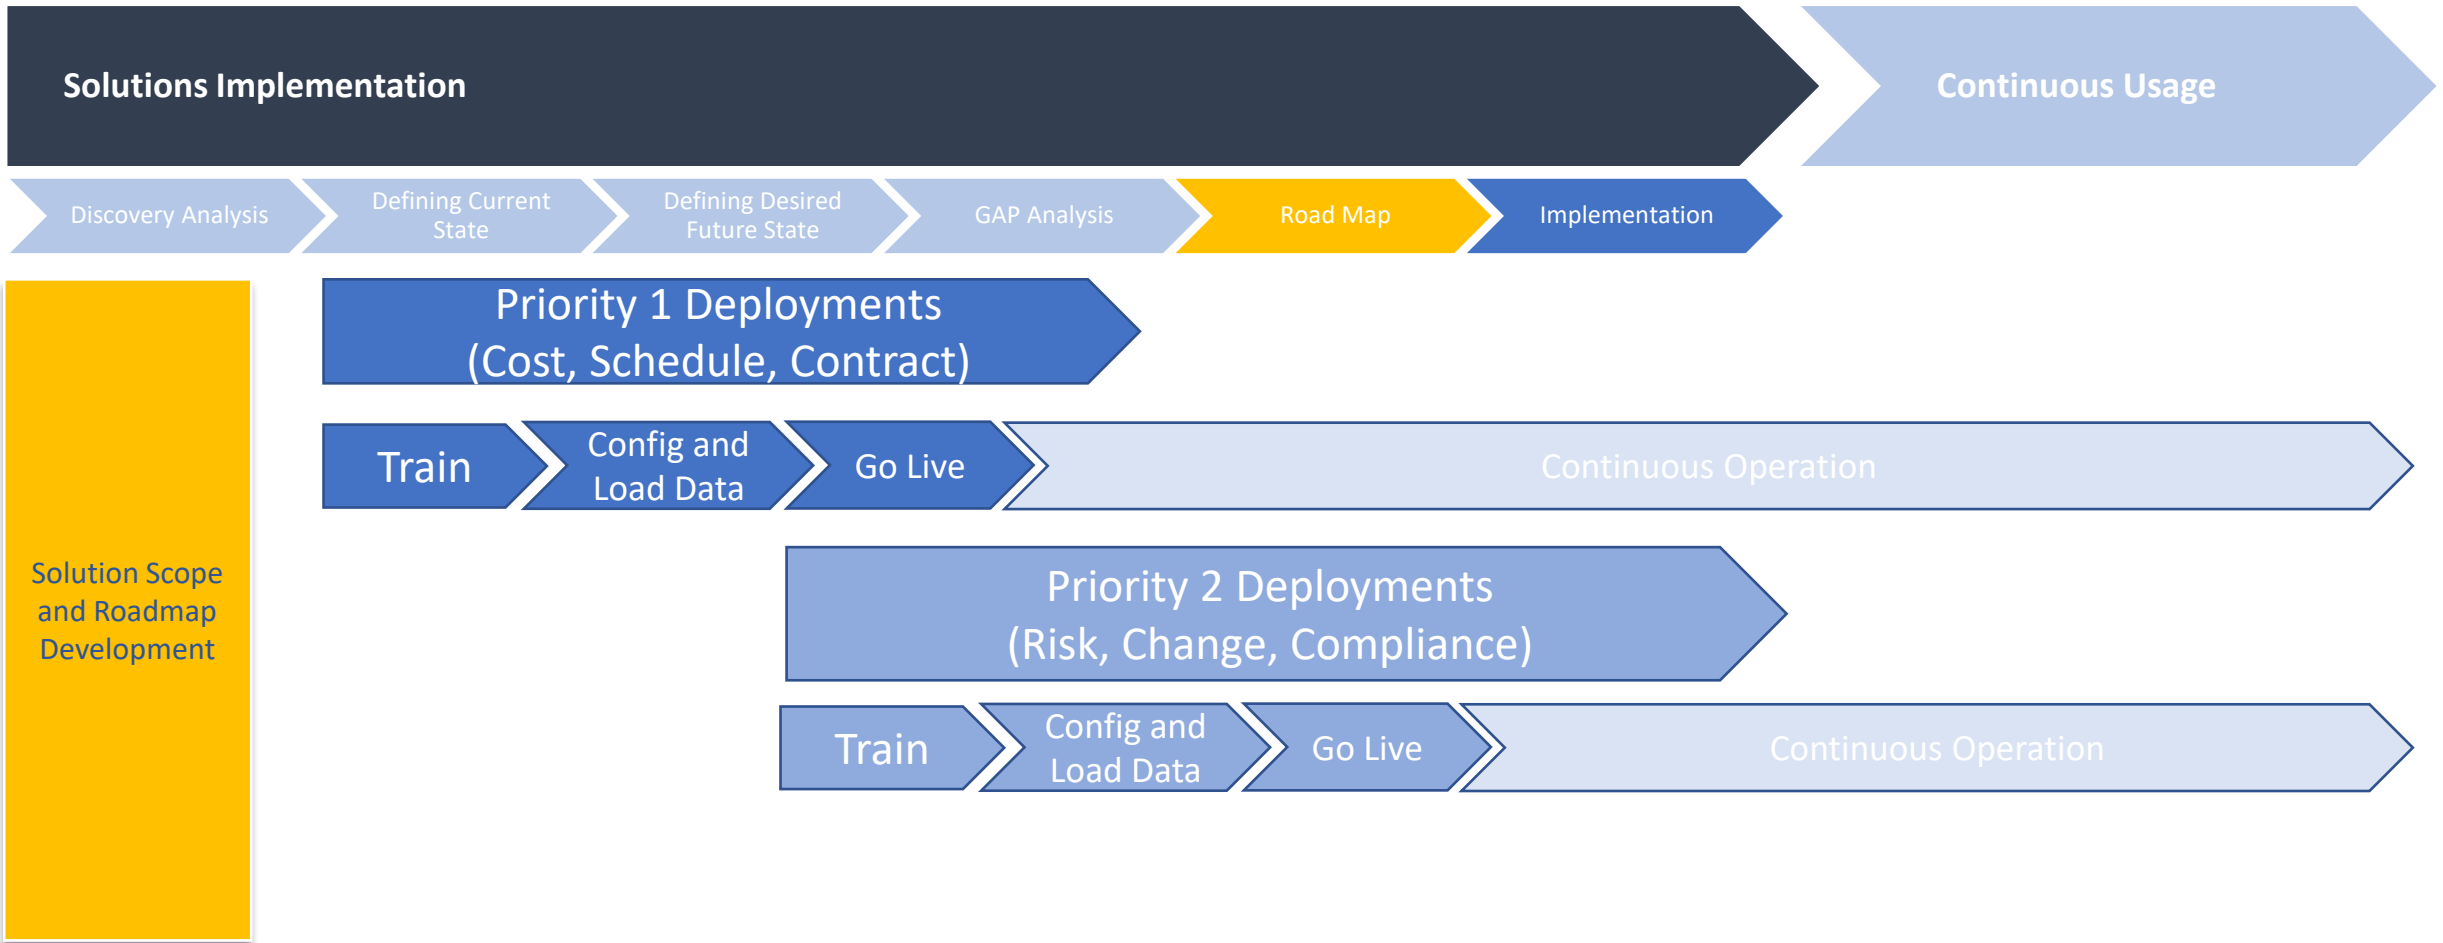 Solutions Implementation
Continuous Usage
Discovery Analysis
Defining Current
State
Defining Desired
Future State
GAP Analysis
Road Map
Implementation
Priority 1 Deployments
(Cost, Schedule, Contract)
Train
Config and
Load Data
Go Live
Continuous Operation
Solution Scope
and Roadmap
Development
Priority 2 Deployments
(Risk, Change, Compliance)
Train
Config and
Load Data
Go Live
Continuous Operation